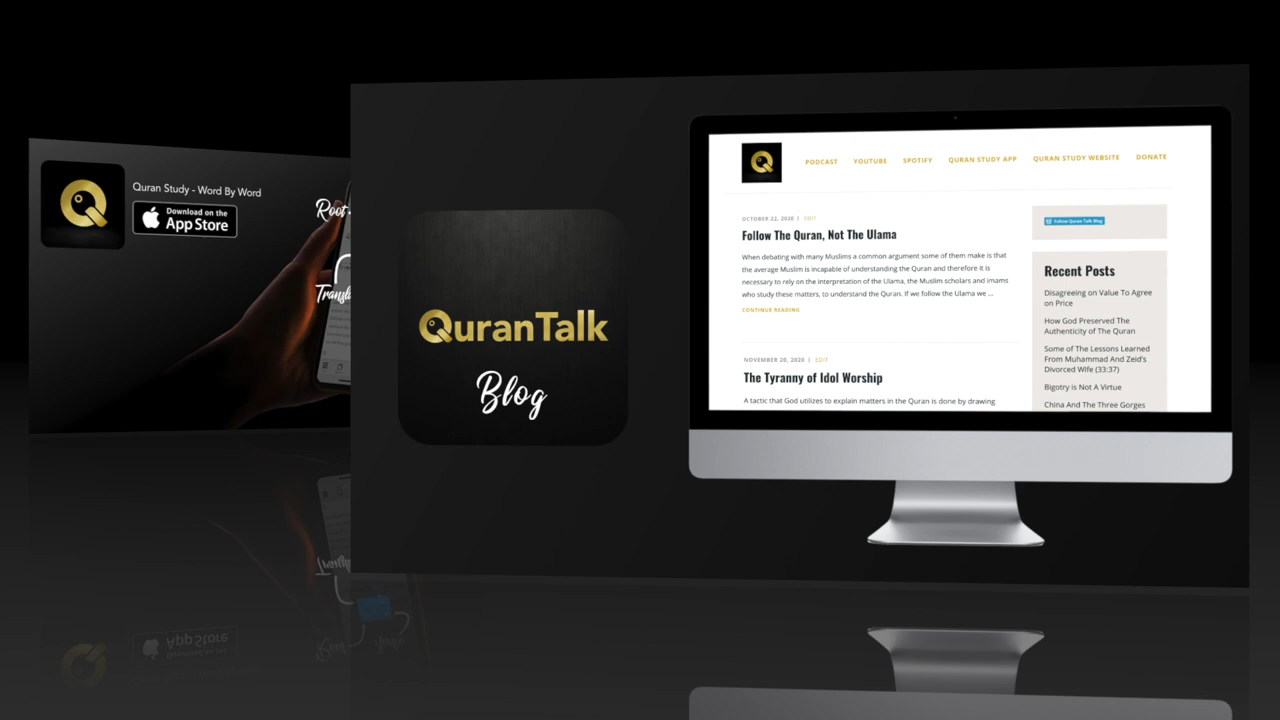 Quran Study - Word By Word
Download on the
App Store
Root
QuranTalk
Blog
PODCAST YOUTUBE SPOTIFY QURAN STUDY APP QURAN STUDY WEBSITE DONATE
OCTOBER 22, 2020 | EDIT
Follow The Quran, Not The Ulama
When debating with many Muslims a common argument some of them make is that
the average Muslim is incapable of understanding the Quran and therefore it is
necessary to rely on the interpretation of the Ulama, the Muslim scholars and imams
who study these matters, to understand the Quran. If we follow the Ulama we ...
CONTINUE READING
NOVEMBER 20, 2020 | EDIT
The Tyranny of Idol Worship
A tactic that God utilizes to explain matters in the Quran is done by drawing
Follow Quran Talk Blog
Recent Posts
Disagreeing on Value To Agree
on Price
How God Preserved The
Authenticity of The Quran
Some of The Lessons Learned
From Muhammad And Zeid's
Divorced Wife (33:37)
Bigotry is Not A Virtue
China And The Three Gorges